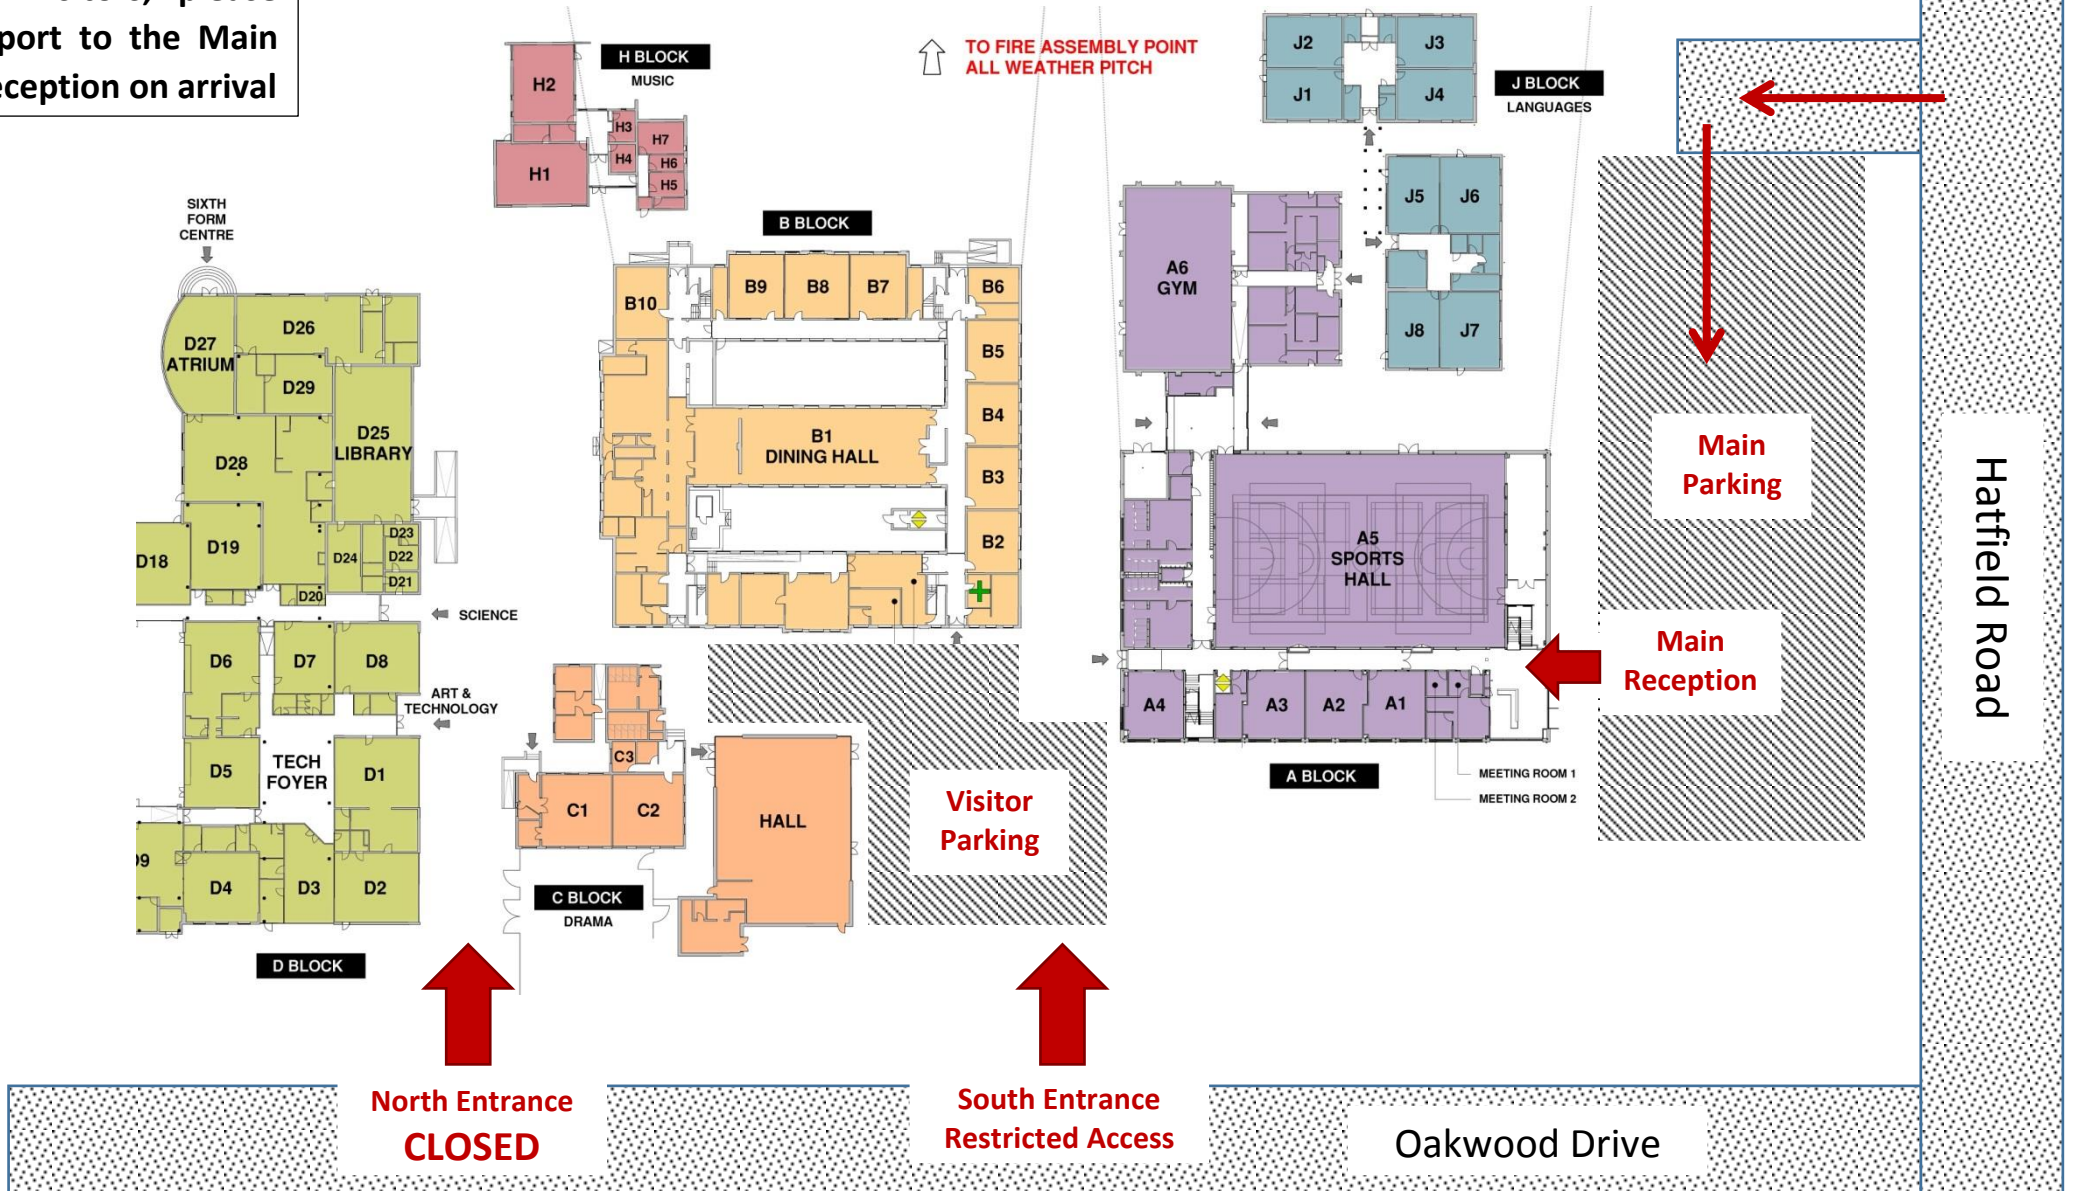 port to the Main
eception on arrival
H BLOCK
MUSIC
H2
H3
H7
H4
H6
H1
H5
TO FIRE ASSEMBLY POINT
ALL WEATHER PITCH
J2
J3
J1
J4
J BLOCK
LANGUAGES
J5
J6
J8
J7
SIXTH
FORM
CENTRE
D26
D27
ATRIUM
D29
D25
LIBRARY
D28
D19
D18
D24
D23
D22
D21
D20
SCIENCE
D6
D7
D8
ART &
TECHNOLOGY
TECH
FOYER
D5
D1
D9
D4
D3
D2
D BLOCK
B BLOCK
B10
B9
B8
B7
B6
B5
B4
B1
DINING HALL
B3
B2
C3
C1
C2
HALL
C BLOCK
DRAMA
Visitor
Parking
A6
GYM
A5
SPORTS
HALL
A4
A3
A2
A1
A BLOCK
MEETING ROOM 1
MEETING ROOM 2
Main
Parking
Main
Reception
Hatfield Road
North Entrance
CLOSED
South Entrance
Restricted Access
Oakwood Drive